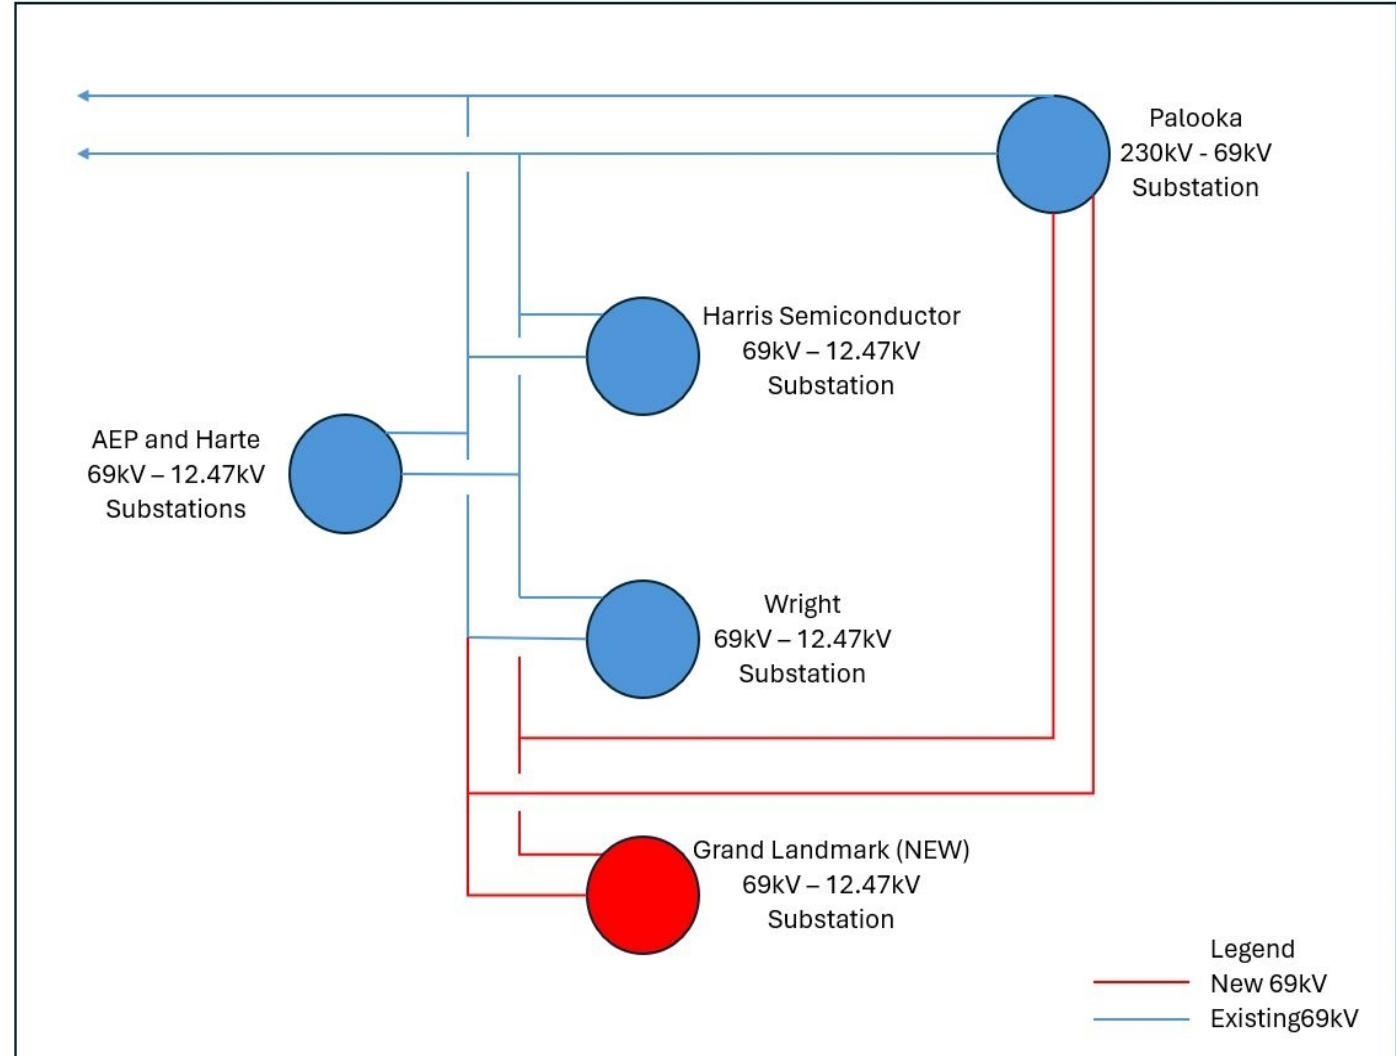 Palooka
230kV - 69kV
Substation
Harris Semiconductor
69kV – 12.47kV
Substation
AEP and Harte
69kV – 12.47kV
Substations
Wright
69kV – 12.47kV
Substation
Grand Landmark (NEW)
69kV – 12.47kV
Substation
Legend
New 69kV
Existing69kV